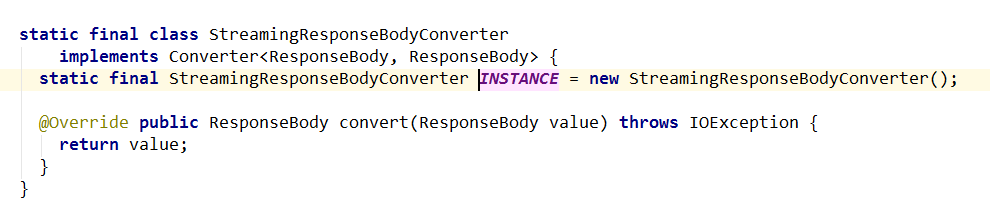 static final class StreamingResponseBodyConverter
    implements Converter<ResponseBody, ResponseBody> {
  static final StreamingResponseBodyConverter INSTANCE = new StreamingResponseBodyConverter();

  @Override public ResponseBody convert(ResponseBody value) throws IOException {
    return value;
  }
}